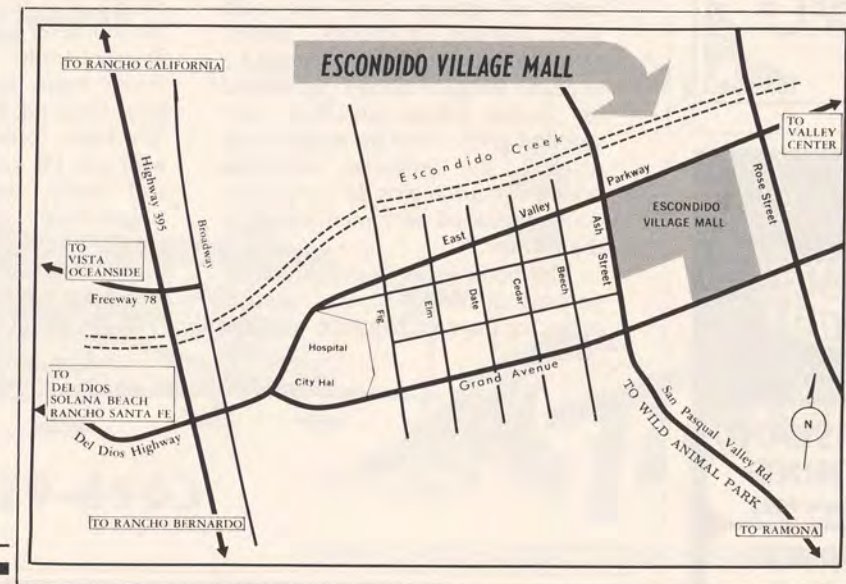 ESCONDIDO VILLAGE MALL
TO RANCHO CALIFORNIA
Highway 395
Broadway
Escondido Creek
TO
VALLEY
CENTER
East Valley Parkway
Rose Street
ESCONDIDO
VILLAGE MALL
Ash
Street
TO
VISTA
OCEANSIDE
Freeway 78
Fig
Elm
Date
Cedar
Beech
Hospital
City Hal
Grand Avenue
TO
DEL DIOS
SOLANA BEACH
RANCHO SANTA FE
Del Dios Highway
San Pasqual Valley Rd.
TO WILD ANIMAL PARK
N
TO RANCHO BERNARDO
TO RAMONA